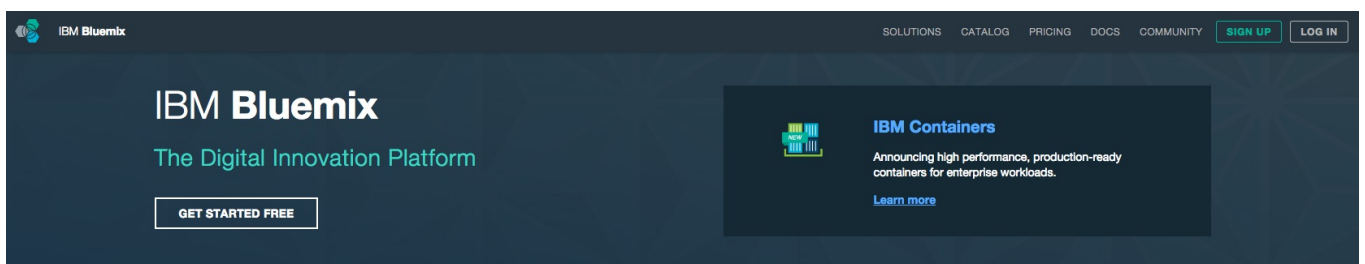 IBM Bluemix
SOLUTIONS CATALOG PRICING DOCS COMMUNITY SIGN UP LOG IN
IBM Bluemix
The Digital Innovation Platform
GET STARTED FREE
NEW
IBM Containers
Announcing high performance, production-ready
containers for enterprise workloads.
Learn more